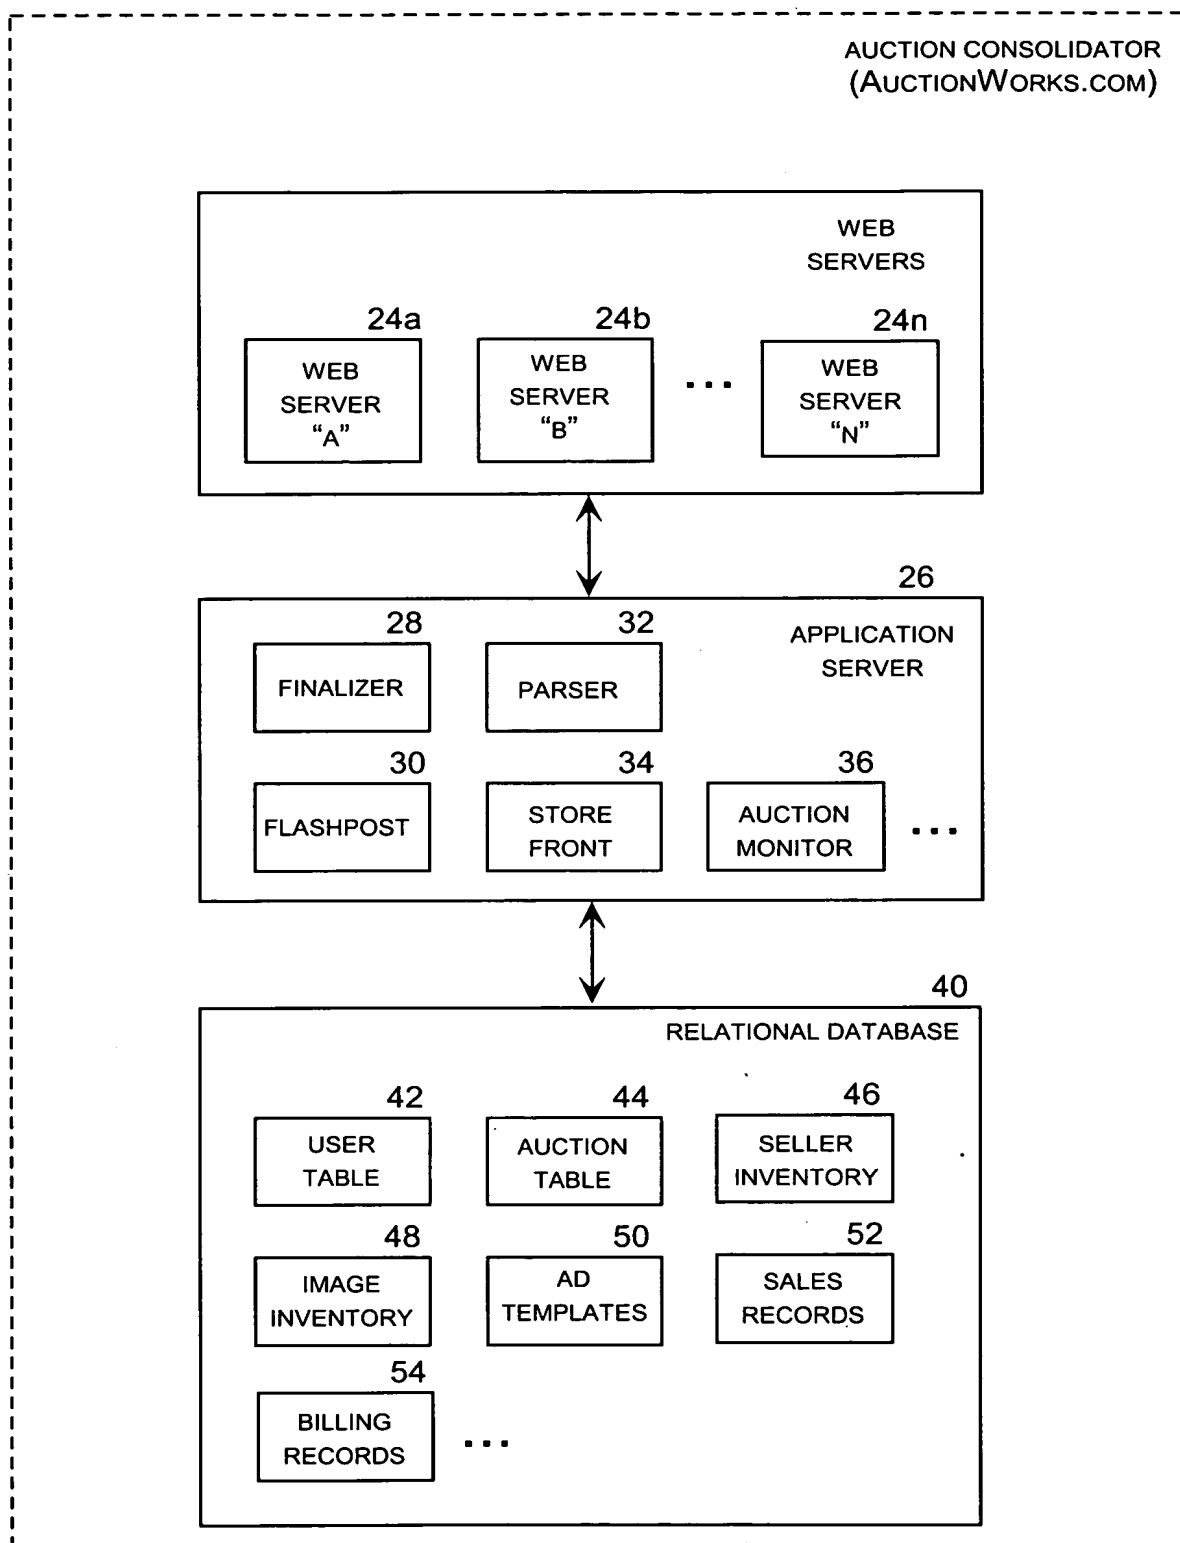 AUCTION CONSOLIDATOR
(AUCTIONWORKS.COM)
WEB
SERVERS
24a
24b
24n
WEB
SERVER
“A”
WEB
SERVER
“B”
...
WEB
SERVER
“N”
26
APPLICATION
SERVER
28
32
FINALIZER
PARSER
30
34
36
FLASHPOST
STORE
FRONT
AUCTION
MONITOR
...
40
RELATIONAL DATABASE
42
44
46
USER
TABLE
AUCTION
TABLE
SELLER
INVENTORY
48
50
52
IMAGE
INVENTORY
AD
TEMPLATES
SALES
RECORDS
54
BILLING
RECORDS
...